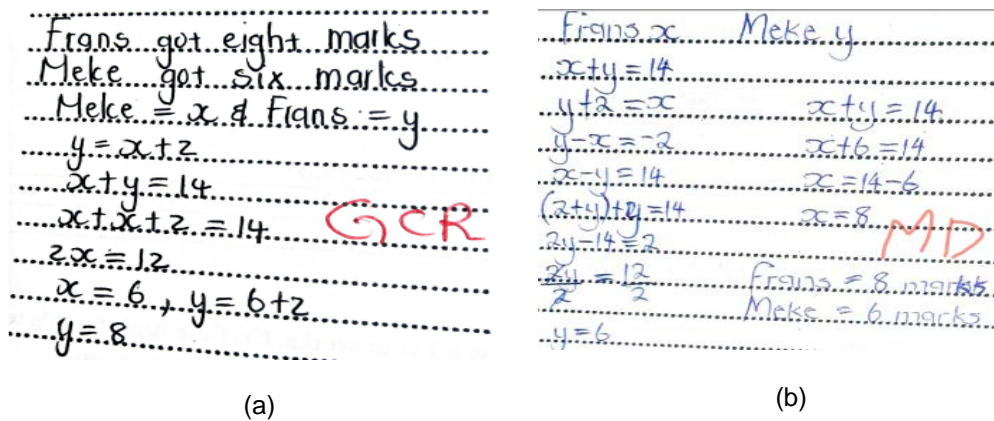 Frans got eight marks
Meke got six marks
Meke = x & Frans = y
y = x+2
x+y = 14
x+x+2 = 14
GCR
2x = 12
x = 6, y = 6+2
y = 8
(a)
Frans x Meke y
x+y = 14
y+2 = x
y-x = -2
x-y = 14
(2+y)+y = 14
2y-14 = 2
2y/2 = 12/2
y = 6
x+y = 14
x+6 = 14
x = 14-6
x = 8
MD
Frans = 8 marks
Meke = 6 marks
(b)